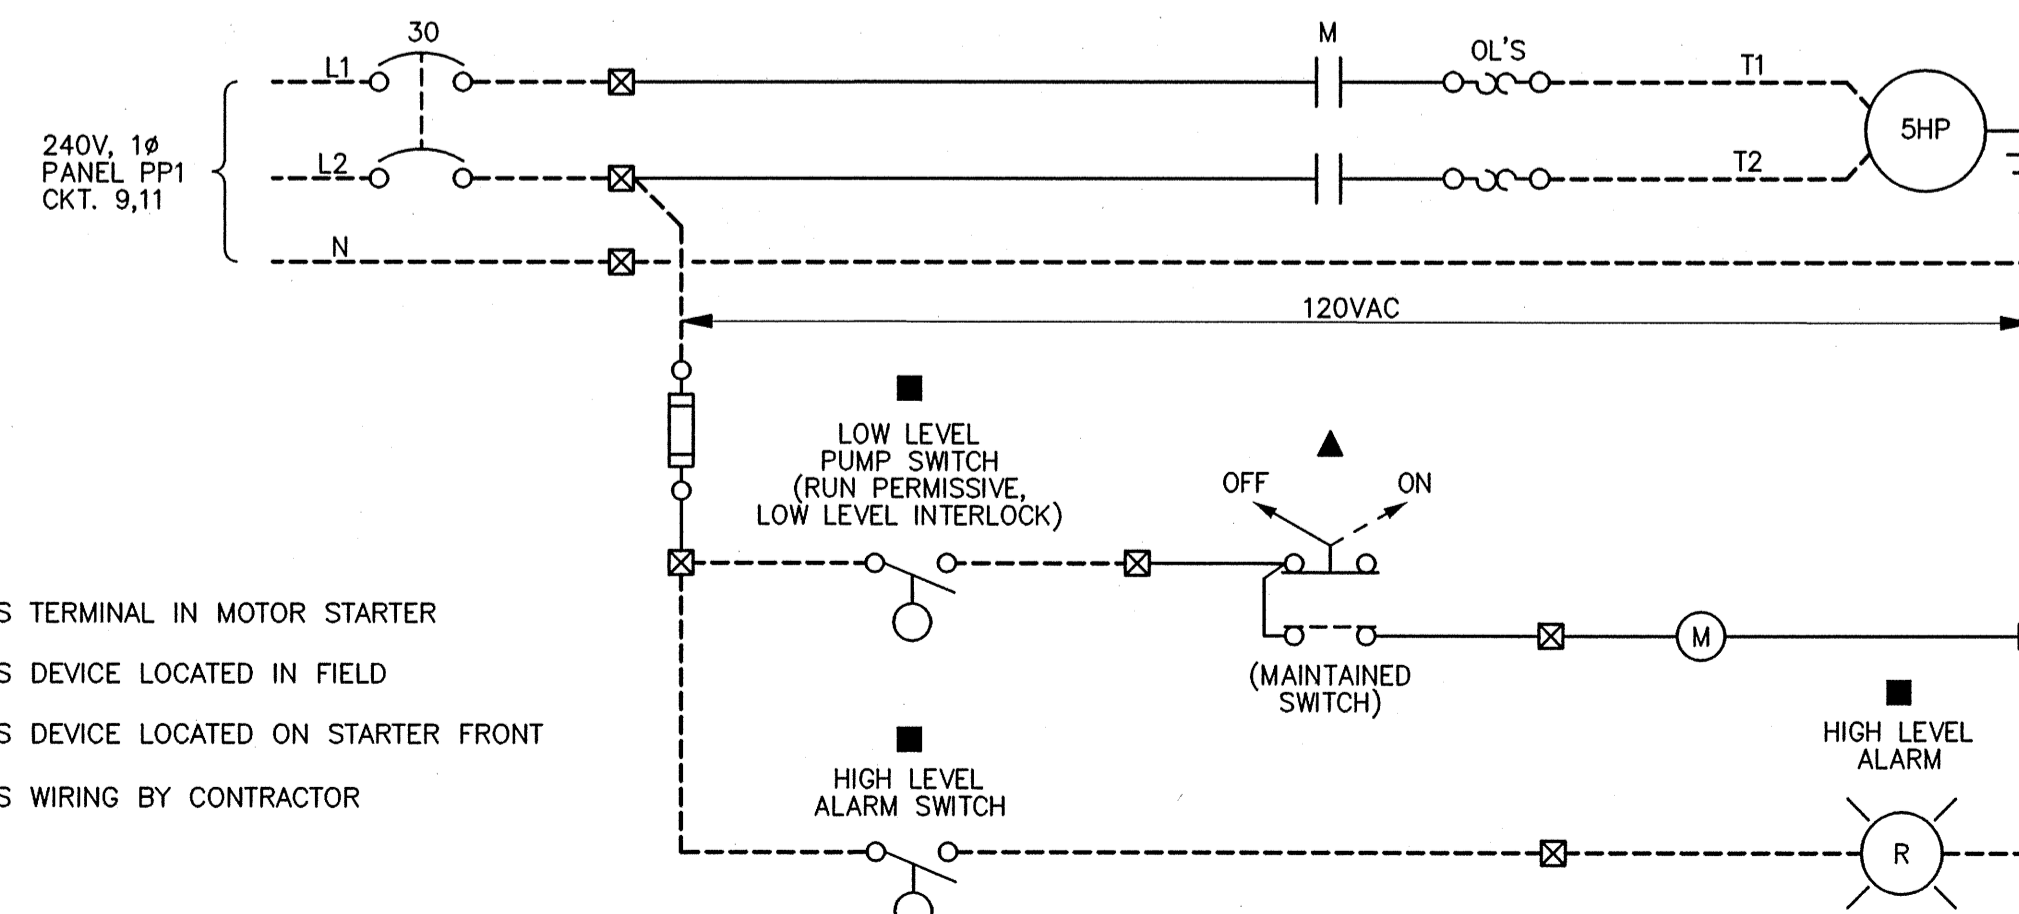 30
M
OL'S
L1
T1
5HP
240V, 1ø
PANEL PP1
CKT. 9,11
L2
T2
N
120VAC
LOW LEVEL
PUMP SWITCH
(RUN PERMISSIVE,
LOW LEVEL INTERLOCK)
OFF
ON
S TERMINAL IN MOTOR STARTER
M
(MAINTAINED
SWITCH)
S DEVICE LOCATED IN FIELD
S DEVICE LOCATED ON STARTER FRONT
HIGH LEVEL
ALARM
HIGH LEVEL
ALARM SWITCH
S WIRING BY CONTRACTOR
R